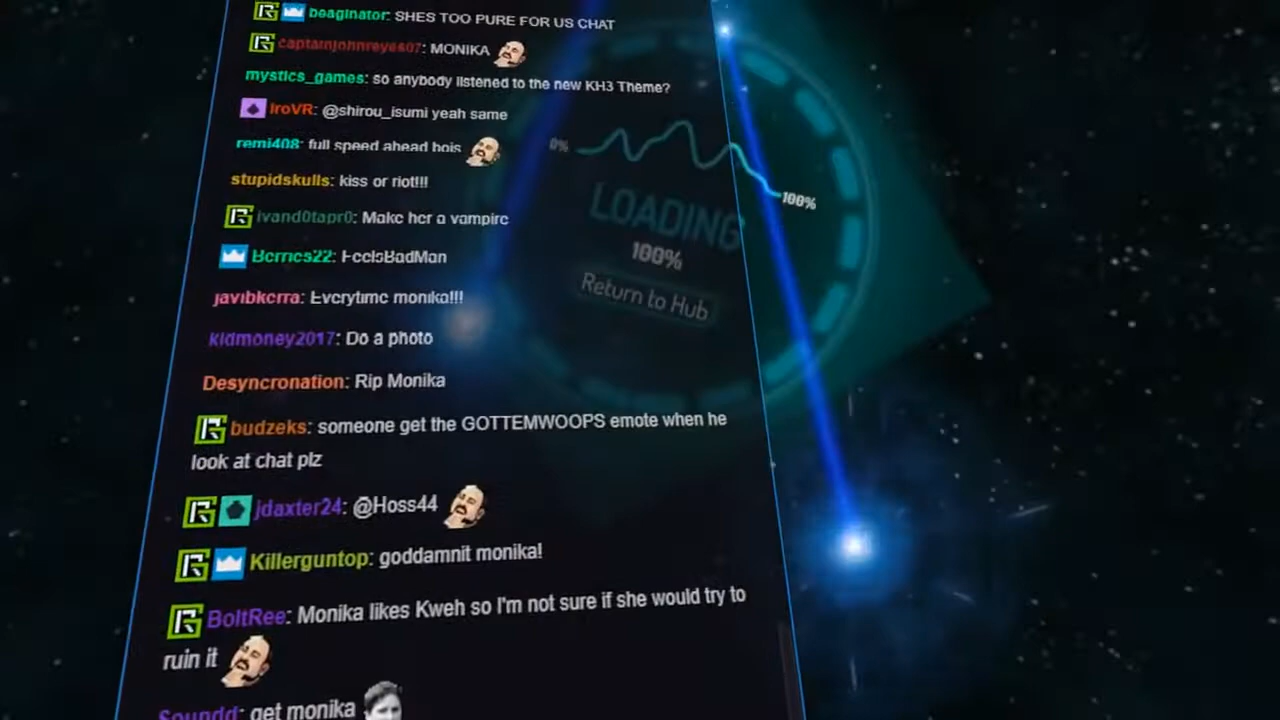 beaginator: SHES TOO PURE FOR US CHAT
captainjohnreyes07: MONIKA
mystics_games: so anybody listened to the new KH3 Theme?
IroVR: @shirou_isumi yeah same
remi408: full speed ahead bois
stupidskulls: kiss or riot!!!
ivand0tapr0: Make her a vampire
Berries22: FeelsBadMan
javibkerra: Everytime monika!!!
kidmoney2017: Do a photo
Desyncronation: Rip Monika
budzeks: someone get the GOTTEMWOOPS emote when he
look at chat plz
jdaxter24: @Hoss44
Killerguntop: goddamnit monika!
BoltRee: Monika likes Kweh so I'm not sure if she would try to
ruin it
Soundd: get monika
0%
100%
LOADING
100%
Return to Hub